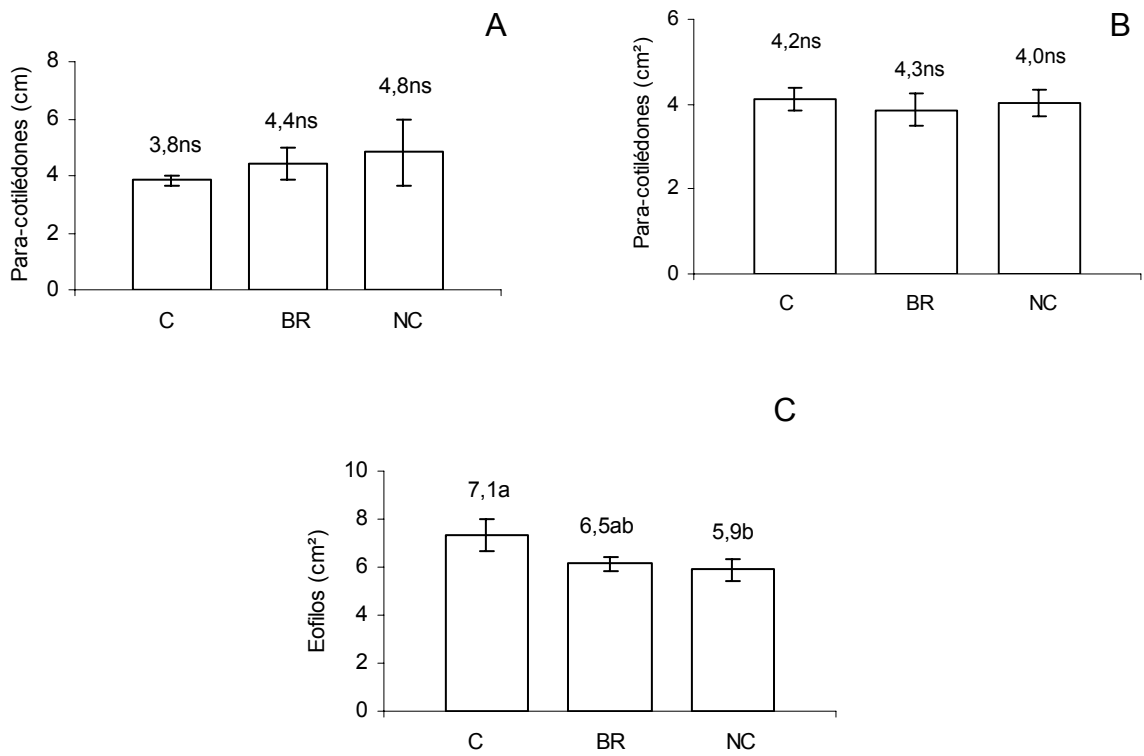 A
Para-cotilédones (cm)
8
6
4
2
0
3,8ns
4,4ns
4,8ns
C
BR
NC
B
Para-cotilédones (cm²)
6
4
2
0
4,2ns
4,3ns
4,0ns
C
BR
NC
C
Eofilos (cm²)
10
8
6
4
2
0
7,1a
6,5ab
5,9b
C
BR
NC